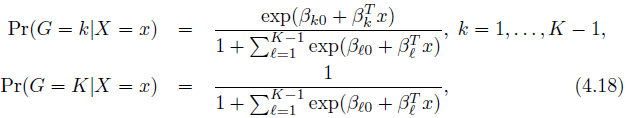 Pr(G = k|X = x) = exp(β_{k0} + β_k^T x) / (1 + ∑_{ℓ=1}^{K−1} exp(β_{ℓ0} + β_ℓ^T x)), k = 1, . . . , K − 1,
Pr(G = K|X = x) = 1 / (1 + ∑_{ℓ=1}^{K−1} exp(β_{ℓ0} + β_ℓ^T x)), (4.18)